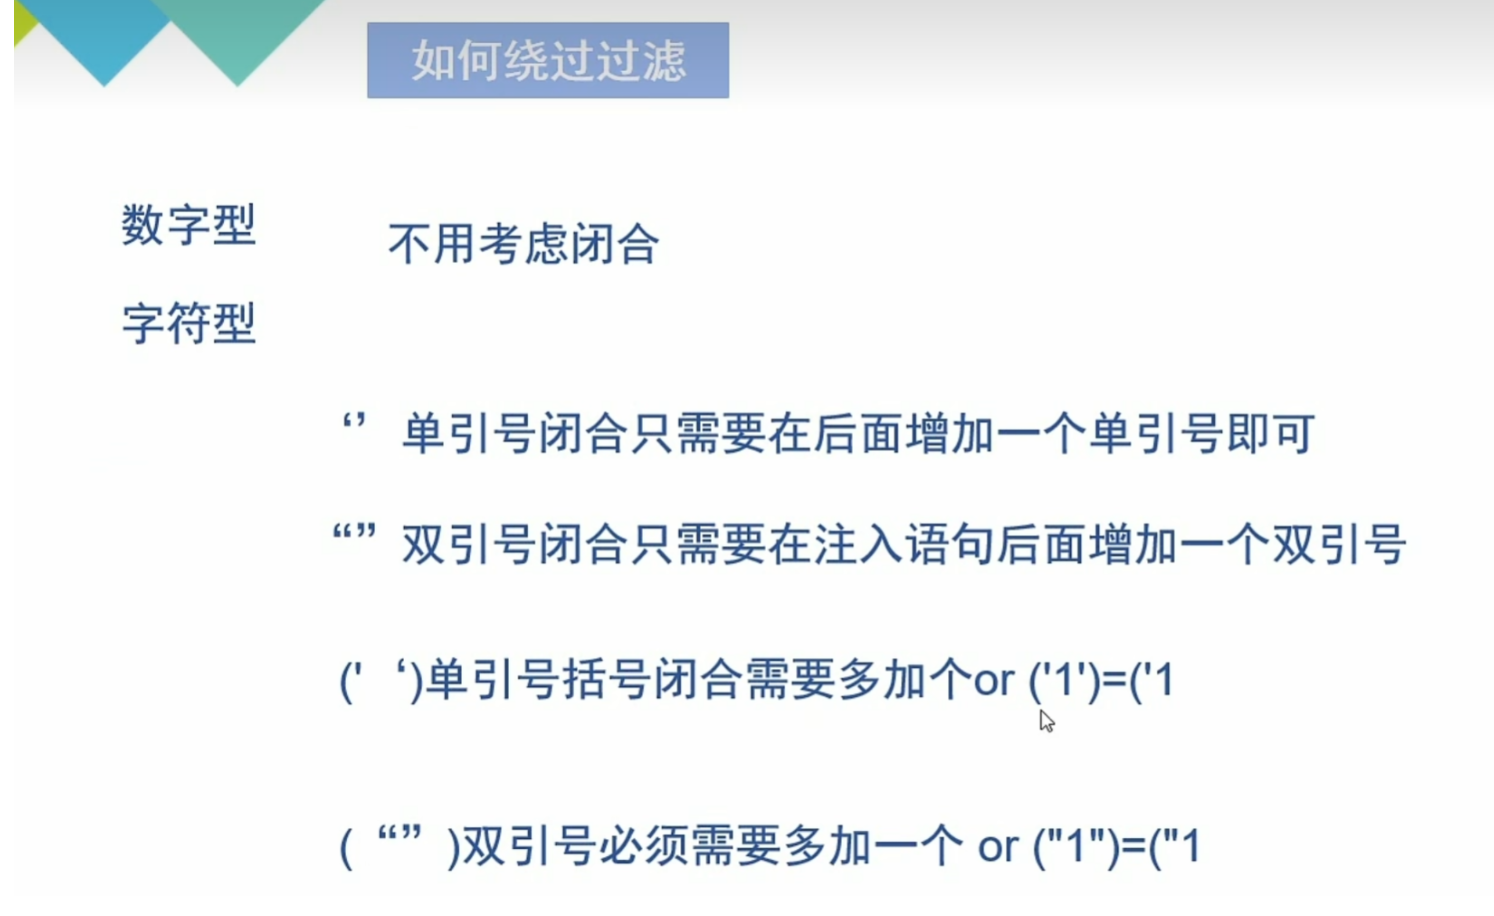 如何绕过过滤
数字型
不用考虑闭合
字符型
‘’ 单引号闭合只需要在后面增加一个单引号即可
“” 双引号闭合只需要在注入语句后面增加一个双引号
(' ‘)单引号括号闭合需要多加个or ('1')=('1
( “” )双引号必须需要多加一个 or ("1")=("1